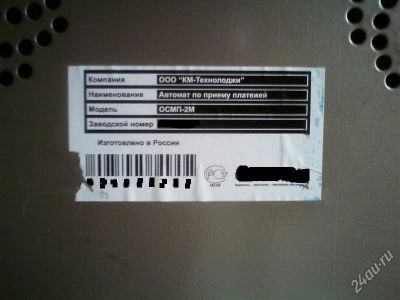 Компания ООО "КМ-Технолоджи"
Наименование Автомат по приему платежей
Модель ОСМП-2М
Заводской номер
Изготовлено в России
24au.ru